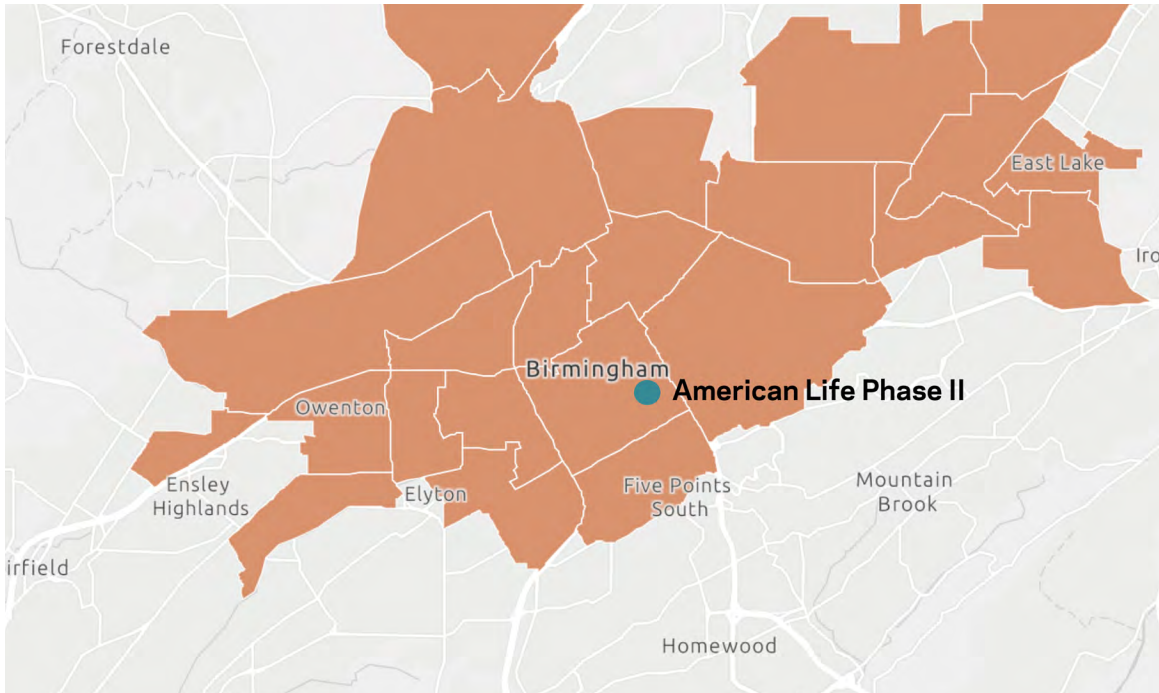 Forestdale
East Lake
Iro
Birmingham
American Life Phase II
Owenton
Ensley
Highlands
Elyton
Five Points
South
Mountain
Brook
irfield
Homewood